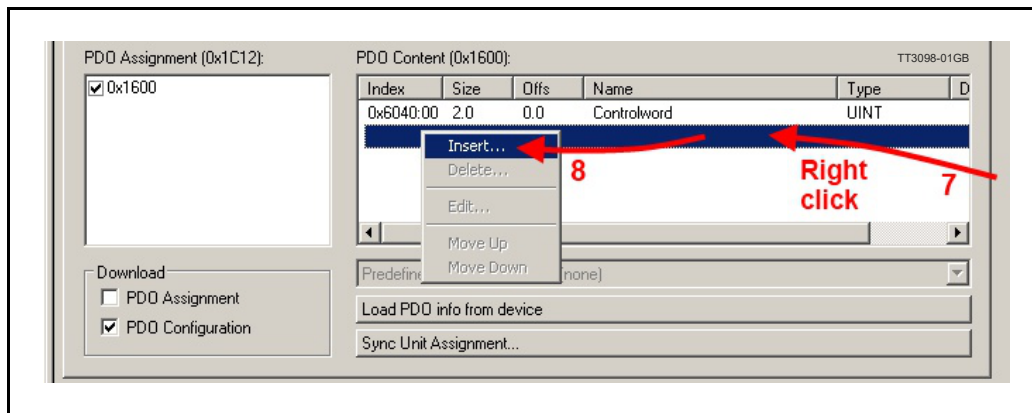 PDO Assignment (0x1C12):
0x1600
PDO Content (0x1600):
TT3098-01GB
Index Size Offs Name Type D
0x6040:00 2.0 0.0 Controlword UINT
Insert...
Delete...
Edit...
Move Up
Move Down
8
Right
click
7
Download
PDO Assignment
PDO Configuration
Predefine
none)
Load PDO info from device
Sync Unit Assignment...